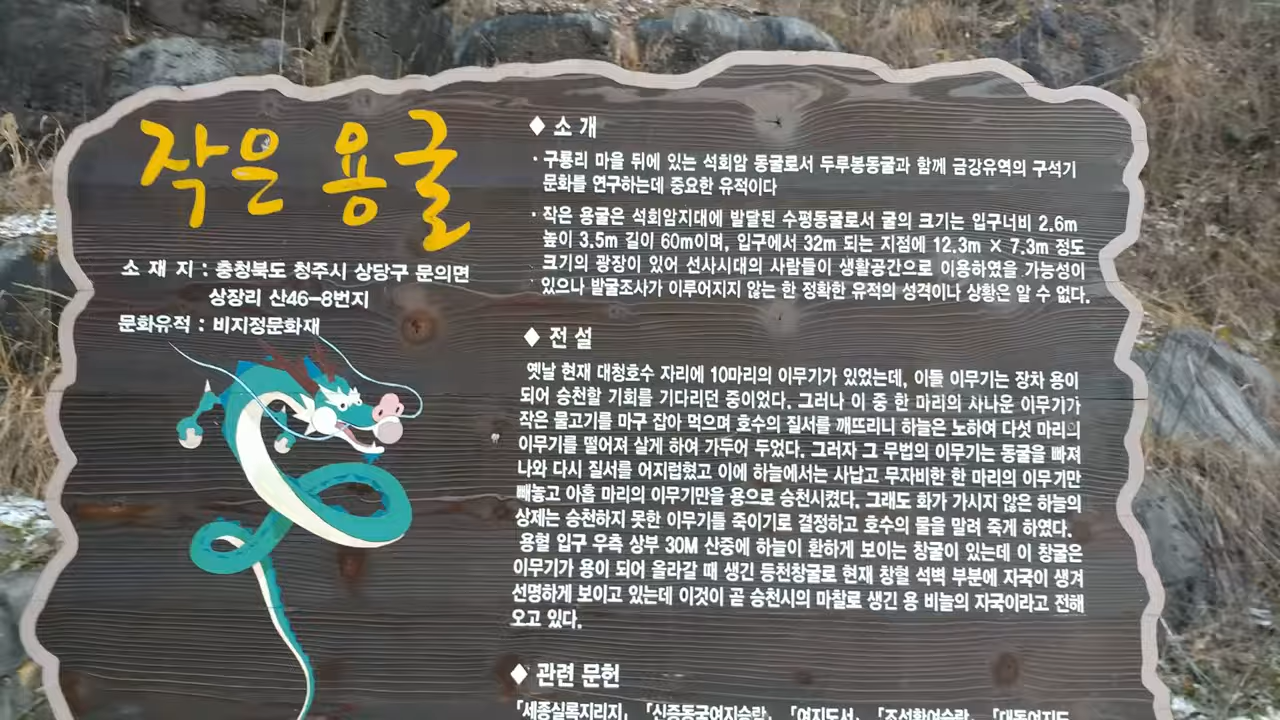 작은 용굴
소 재 지 : 충청북도 청주시 상당구 문의면
상장리 산46-8번지
문화유적 : 비지정문화재
◆ 소 개
· 구룡리 마을 뒤에 있는 석회암 동굴로서 두루봉동굴과 함께 금강유역의 구석기
문화를 연구하는데 중요한 유적이다
· 작은 용굴은 석회암지대에 발달된 수평동굴로서 굴의 크기는 입구너비 2.6m
높이 3.5m 길이 60m이며, 입구에서 32m 되는 지점에 12.3m × 7.3m 정도
크기의 광장이 있어 선사시대의 사람들이 생활공간으로 이용하였을 가능성이
있으나 발굴조사가 이루어지지 않는 한 정확한 유적의 성격이나 상황은 알 수 없다.
◆ 전 설
옛날 현재 대청호수 자리에 10마리의 이무기가 있었는데, 이들 이무기는 장차 용이
되어 승천할 기회를 기다리던 중이었다. 그러나 이 중 한 마리의 사나운 이무기가
작은 물고기를 마구 잡아 먹으며 호수의 질서를 깨뜨리니 하늘은 노하여 다섯 마리의
이무기를 떨어져 살게 하여 가두어 두었다. 그러자 그 무법의 이무기는 동굴을 빠져
나와 다시 질서를 어지럽혔고 이에 하늘에서는 사납고 무자비한 한 마리의 이무기만
빼놓고 아홉 마리의 이무기만을 용으로 승천시켰다. 그래도 화가 가시지 않은 하늘의
상제는 승천하지 못한 이무기를 죽이기로 결정하고 호수의 물을 말려 죽게 하였다.
용혈 입구 우측 상부 30M 산중에 하늘이 환하게 보이는 창굴이 있는데 이 창굴은
이무기가 용이 되어 올라갈 때 생긴 등천창굴로 현재 창혈 석벽 부분에 자국이 생겨
선명하게 보이고 있는데 이것이 곧 승천시의 마찰로 생긴 용 비늘의 자국이라고 전해
오고 있다.
◆ 관련 문헌
「세종실록지리지」 「신증동국여지승람」 「여지도서」 「조선환여승람」 「대동여지도